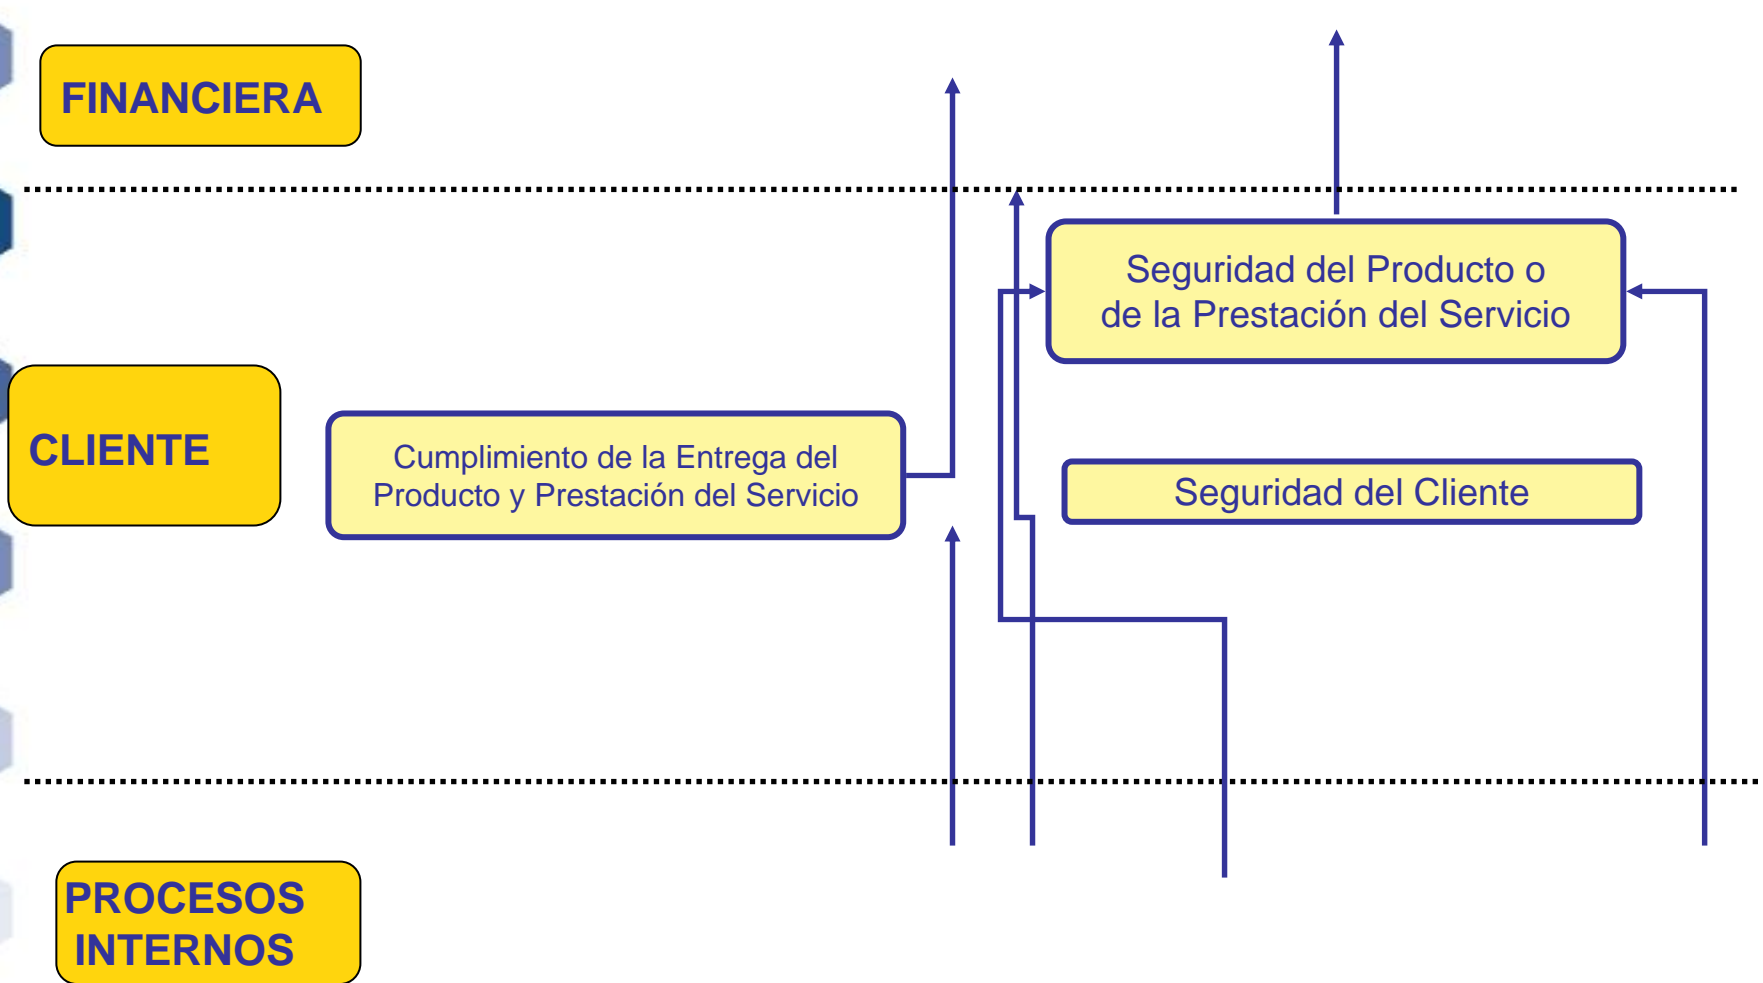 FINANCIERA
Seguridad del Producto o
de la Prestación del Servicio
CLIENTE
Cumplimiento de la Entrega del
Producto y Prestación del Servicio
Seguridad del Cliente
PROCESOS
INTERNOS